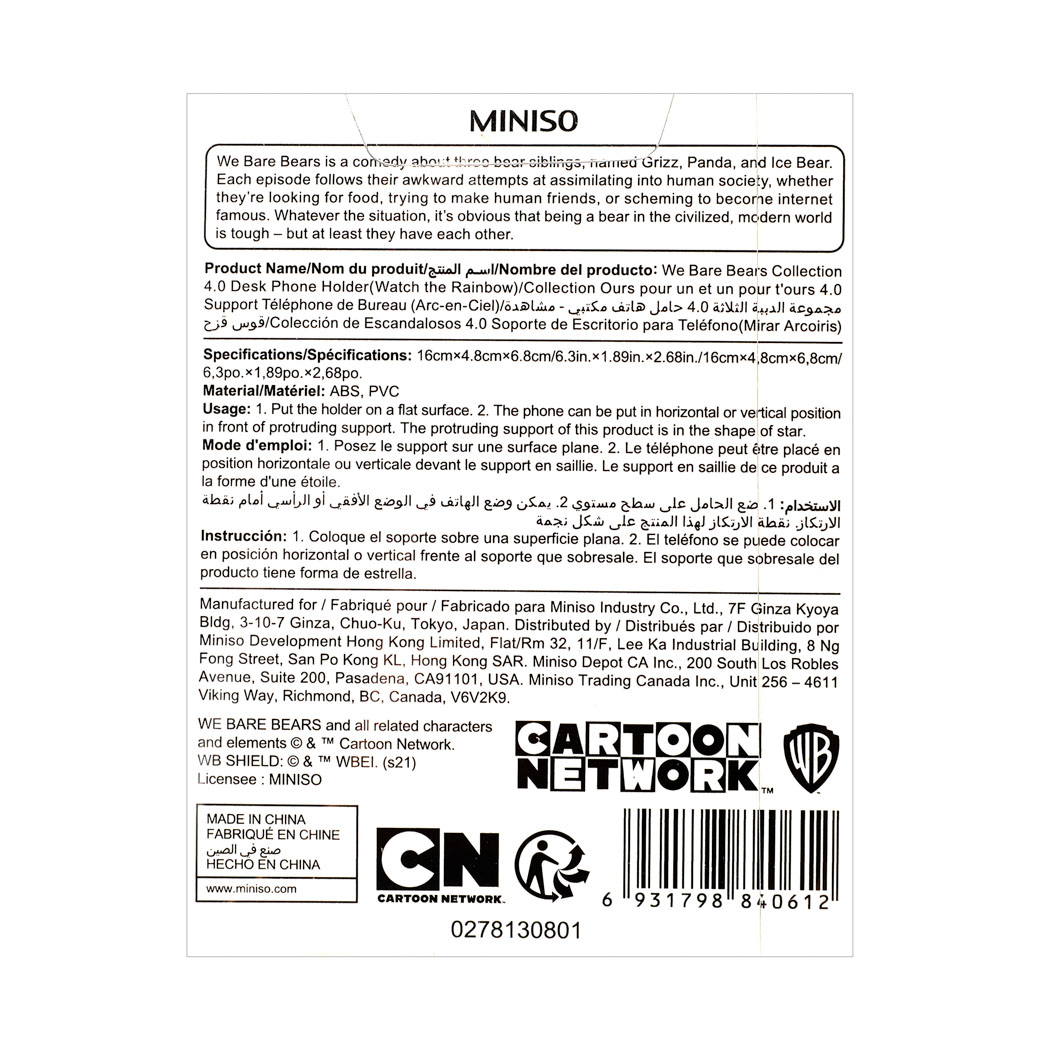 MINISO
We Bare Bears is a comedy about three bear siblings, named Grizz, Panda, and Ice Bear.
Each episode follows their awkward attempts at assimilating into human society, whether
they're looking for food, trying to make human friends, or scheming to become internet
famous. Whatever the situation, it's obvious that being a bear in the civilized, modern world
is tough – but at least they have each other.
Product Name/Nom du produit/اسم المنتج/Nombre del producto: We Bare Bears Collection
4.0 Desk Phone Holder(Watch the Rainbow)/Collection Ours pour un et un pour t'ours 4.0
Support Téléphone de Bureau (Arc-en-Ciel)/مجموعة الدببة الثلاثة 4.0 حامل هاتف مكتبي - مشاهدة
قوس قزح/Colección de Escandalosos 4.0 Soporte de Escritorio para Teléfono(Mirar Arcoiris)
Specifications/Spécifications: 16cm×4.8cm×6.8cm/6.3in.×1.89in.×2.68in./16cm×4,8cm×6,8cm/
6,3po.×1,89po.×2,68po.
Material/Matériel: ABS, PVC
Usage: 1. Put the holder on a flat surface. 2. The phone can be put in horizontal or vertical position
in front of protruding support. The protruding support of this product is in the shape of star.
Mode d'emploi: 1. Posez le support sur une surface plane. 2. Le téléphone peut être placé en
position horizontale ou verticale devant le support en saillie. Le support en saillie de ce produit a
la forme d'une étoile.
الاستخدام: 1. ضع الحامل على سطح مستوي 2. يمكن وضع الهاتف في الوضع الأفقي أو الرأسي أمام نقطة
الارتكاز. نقطة الارتكاز لهذا المنتج على شكل نجمة
Instrucción: 1. Coloque el soporte sobre una superficie plana. 2. El teléfono se puede colocar
en posición horizontal o vertical frente al soporte que sobresale. El soporte que sobresale del
producto tiene forma de estrella.
Manufactured for / Fabriqué pour / Fabricado para Miniso Industry Co., Ltd., 7F Ginza Kyoya
Bldg, 3-10-7 Ginza, Chuo-Ku, Tokyo, Japan. Distributed by / Distribués par / Distribuido por
Miniso Development Hong Kong Limited, Flat/Rm 32, 11/F, Lee Ka Industrial Building, 8 Ng
Fong Street, San Po Kong KL, Hong Kong SAR. Miniso Depot CA Inc., 200 South Los Robles
Avenue, Suite 200, Pasadena, CA91101, USA. Miniso Trading Canada Inc., Unit 256 – 4611
Viking Way, Richmond, BC, Canada, V6V2K9.
WE BARE BEARS and all related characters
and elements © & ™ Cartoon Network.
WB SHIELD: © & ™ WBEI. (s21)
Licensee : MINISO
CARTOON
NETWORK™
WB
MADE IN CHINA
FABRIQUÉ EN CHINE
صنع في الصين
HECHO EN CHINA
www.miniso.com
CN
CARTOON NETWORK.
6 931798 840612
0278130801